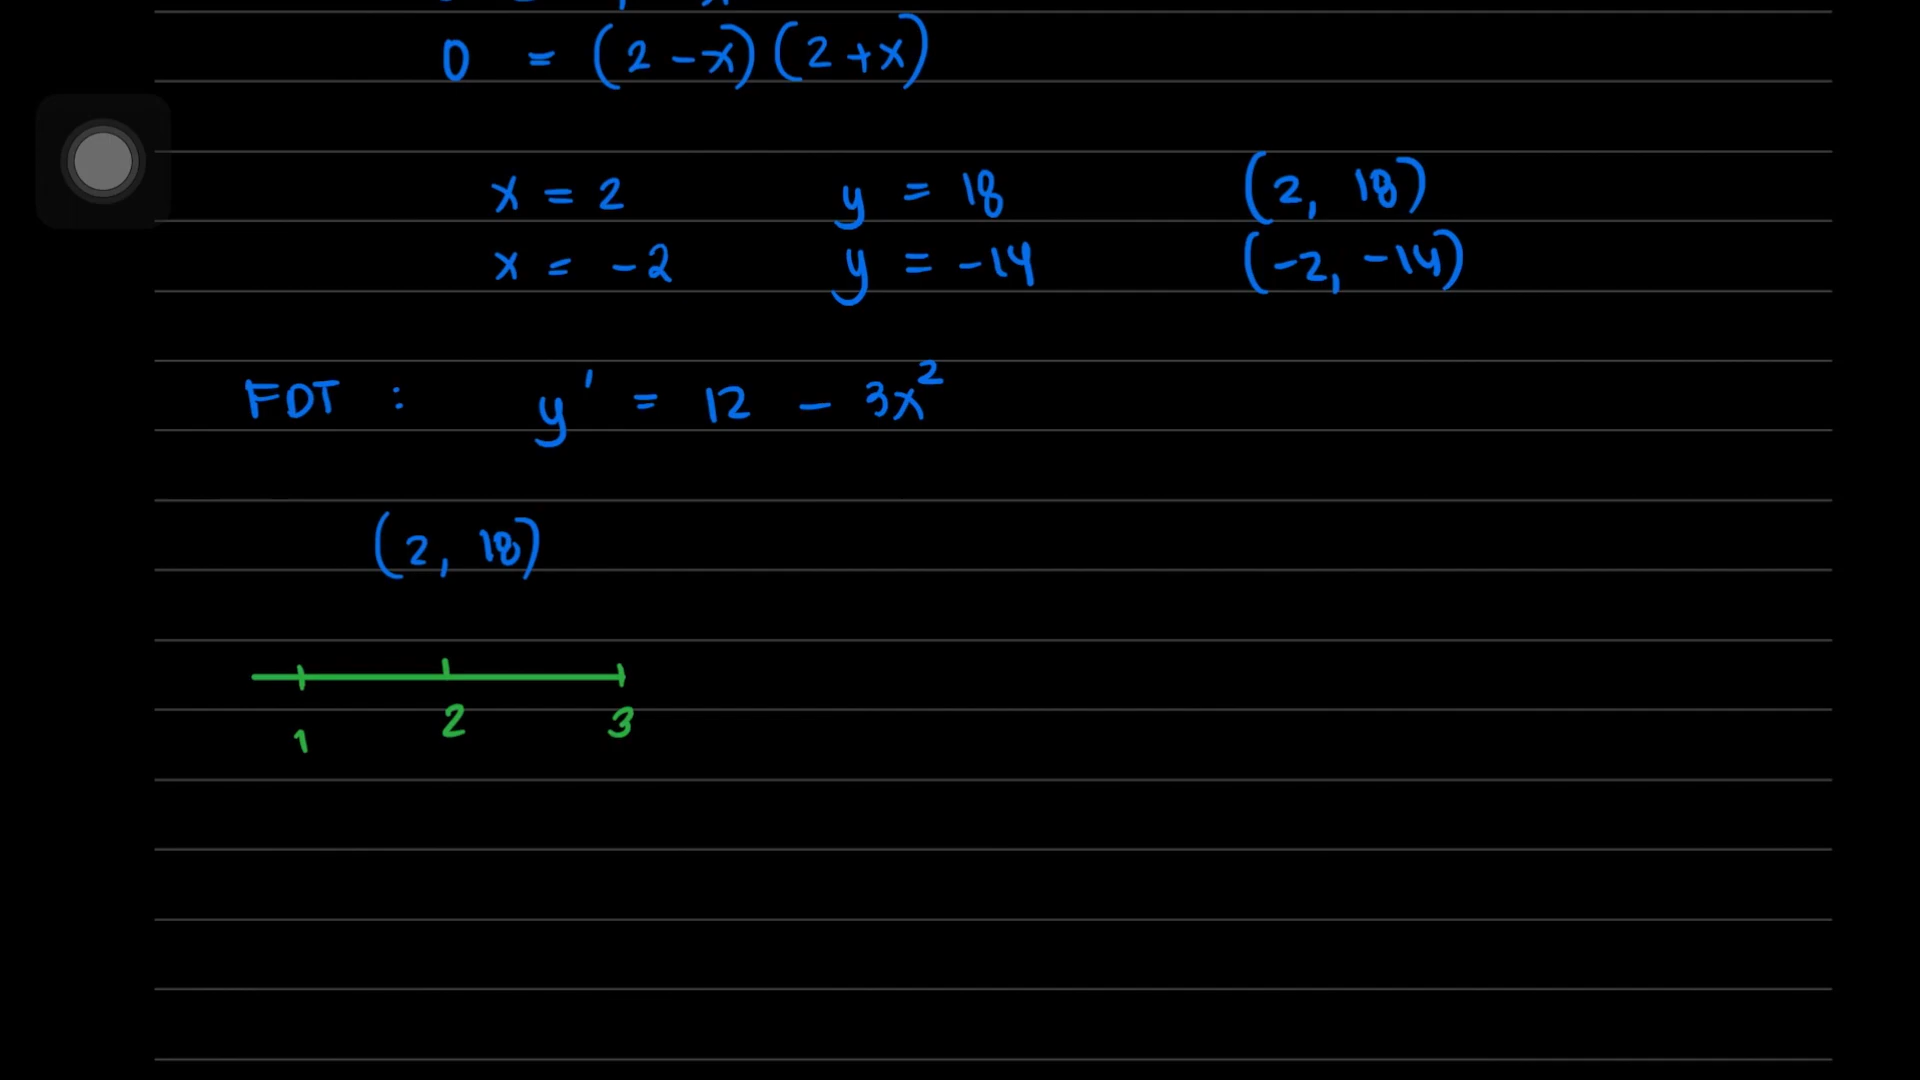 0 = (2 - x)(2 + x)
x = 2 y = 18 (2, 18)
x = -2 y = -14 (-2, -14)
FDT : y' = 12 - 3x²
(2, 18)
1 2 3